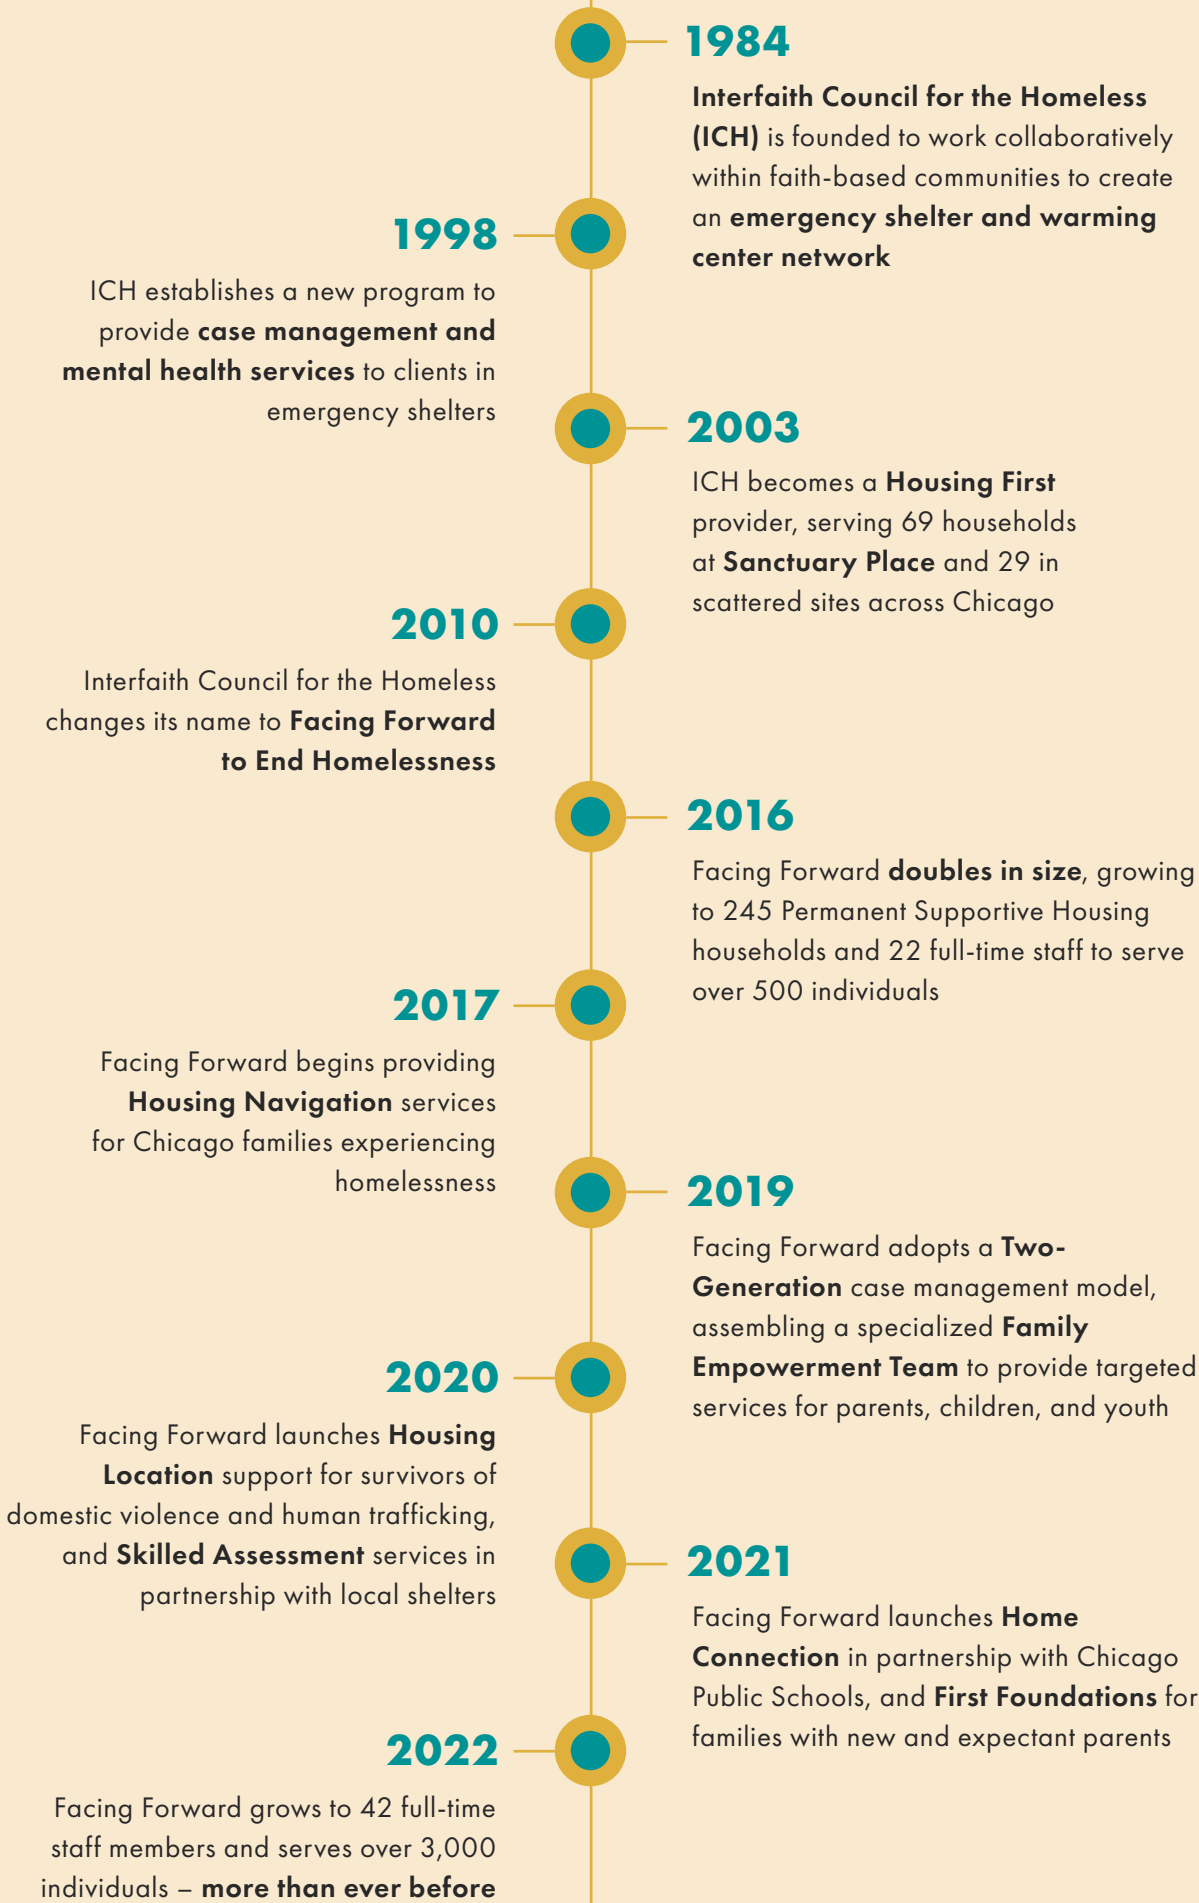 1984
Interfaith Council for the Homeless
(ICH) is founded to work collaboratively
within faith-based communities to create
an emergency shelter and warming
center network
1998
ICH establishes a new program to
provide case management and
mental health services to clients in
emergency shelters
2003
ICH becomes a Housing First
provider, serving 69 households
at Sanctuary Place and 29 in
scattered sites across Chicago
2010
Interfaith Council for the Homeless
changes its name to Facing Forward
to End Homelessness
2016
Facing Forward doubles in size, growing
to 245 Permanent Supportive Housing
households and 22 full-time staff to serve
over 500 individuals
2017
Facing Forward begins providing
Housing Navigation services
for Chicago families experiencing
homelessness
2019
Facing Forward adopts a Two-
Generation case management model,
assembling a specialized Family
Empowerment Team to provide targeted
services for parents, children, and youth
2020
Facing Forward launches Housing
Location support for survivors of
domestic violence and human trafficking,
and Skilled Assessment services in
partnership with local shelters
2021
Facing Forward launches Home
Connection in partnership with Chicago
Public Schools, and First Foundations for
families with new and expectant parents
2022
Facing Forward grows to 42 full-time
staff members and serves over 3,000
individuals – more than ever before